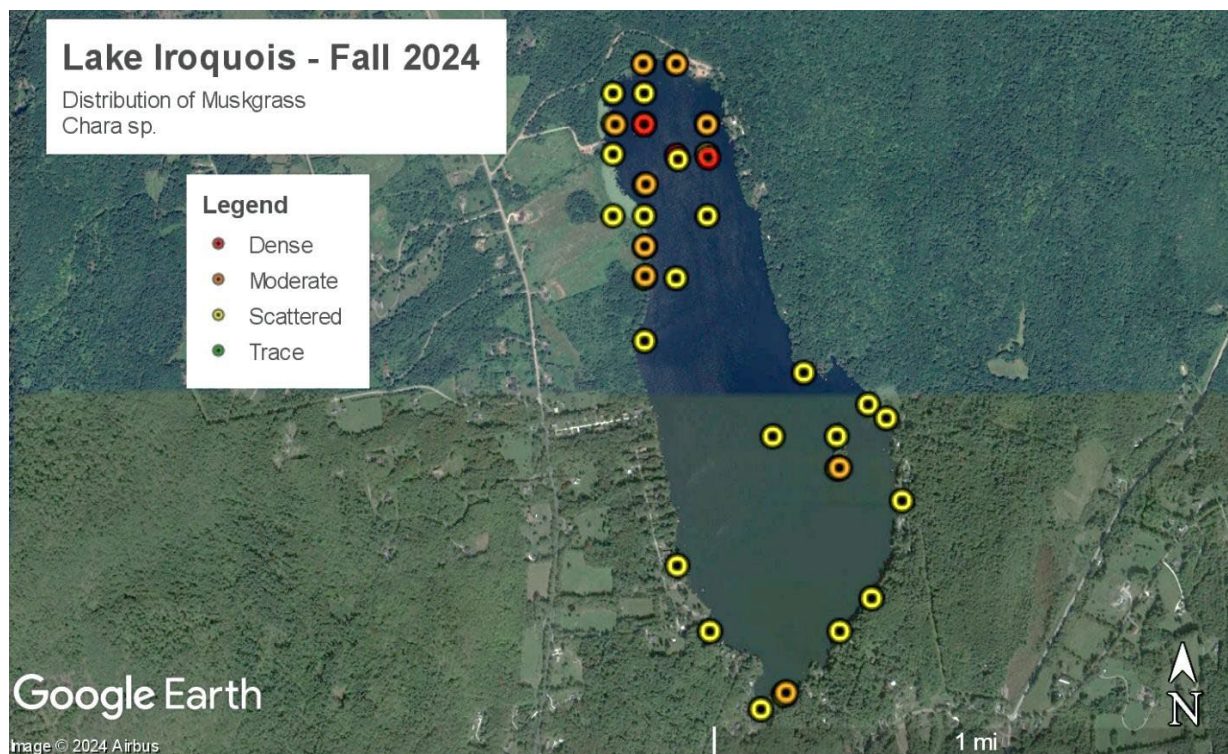 Lake Iroquois - Fall 2024
Distribution of Muskgrass
Chara sp.
Legend
Dense
Moderate
Scattered
Trace
Google Earth
N
mage © 2024 Airbus
1 mi